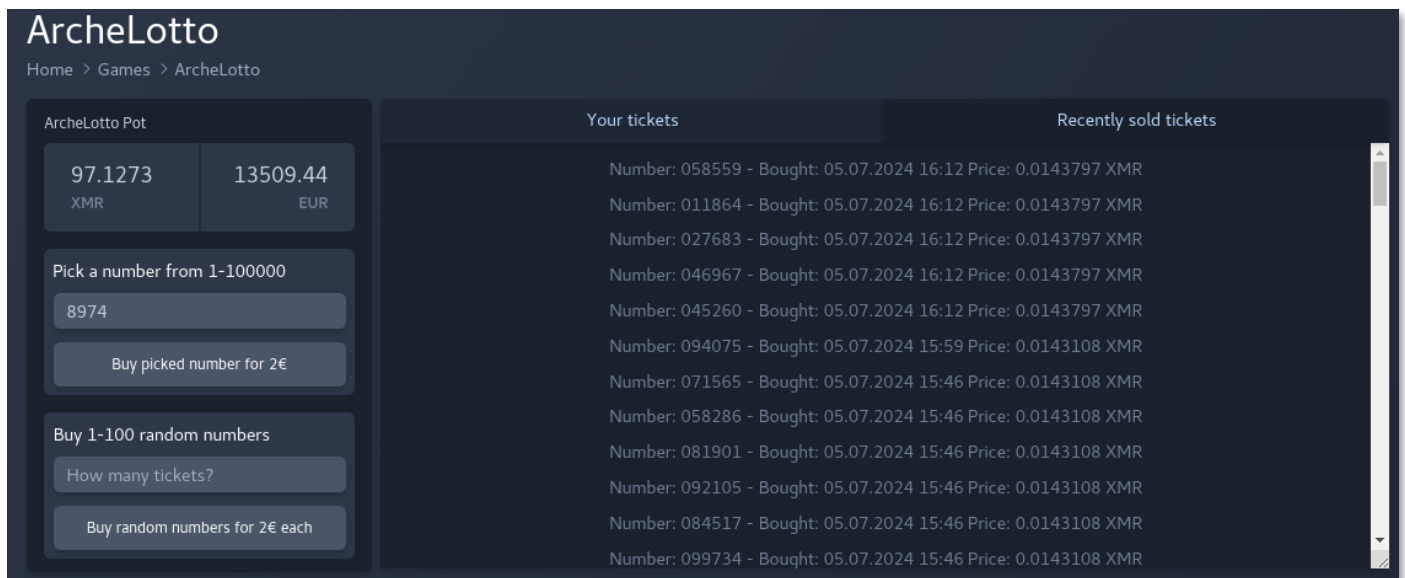 ArcheLotto
Home > Games > ArcheLotto
ArcheLotto Pot
97.1273
XMR
13509.44
EUR
Pick a number from 1-100000
8974
Buy picked number for 2€
Buy 1-100 random numbers
How many tickets?
Buy random numbers for 2€ each
Your tickets
Recently sold tickets
Number: 058559 - Bought: 05.07.2024 16:12 Price: 0.0143797 XMR
Number: 011864 - Bought: 05.07.2024 16:12 Price: 0.0143797 XMR
Number: 027683 - Bought: 05.07.2024 16:12 Price: 0.0143797 XMR
Number: 046967 - Bought: 05.07.2024 16:12 Price: 0.0143797 XMR
Number: 045260 - Bought: 05.07.2024 16:12 Price: 0.0143797 XMR
Number: 094075 - Bought: 05.07.2024 15:59 Price: 0.0143108 XMR
Number: 071565 - Bought: 05.07.2024 15:46 Price: 0.0143108 XMR
Number: 058286 - Bought: 05.07.2024 15:46 Price: 0.0143108 XMR
Number: 081901 - Bought: 05.07.2024 15:46 Price: 0.0143108 XMR
Number: 092105 - Bought: 05.07.2024 15:46 Price: 0.0143108 XMR
Number: 084517 - Bought: 05.07.2024 15:46 Price: 0.0143108 XMR
Number: 099734 - Bought: 05.07.2024 15:46 Price: 0.0143108 XMR